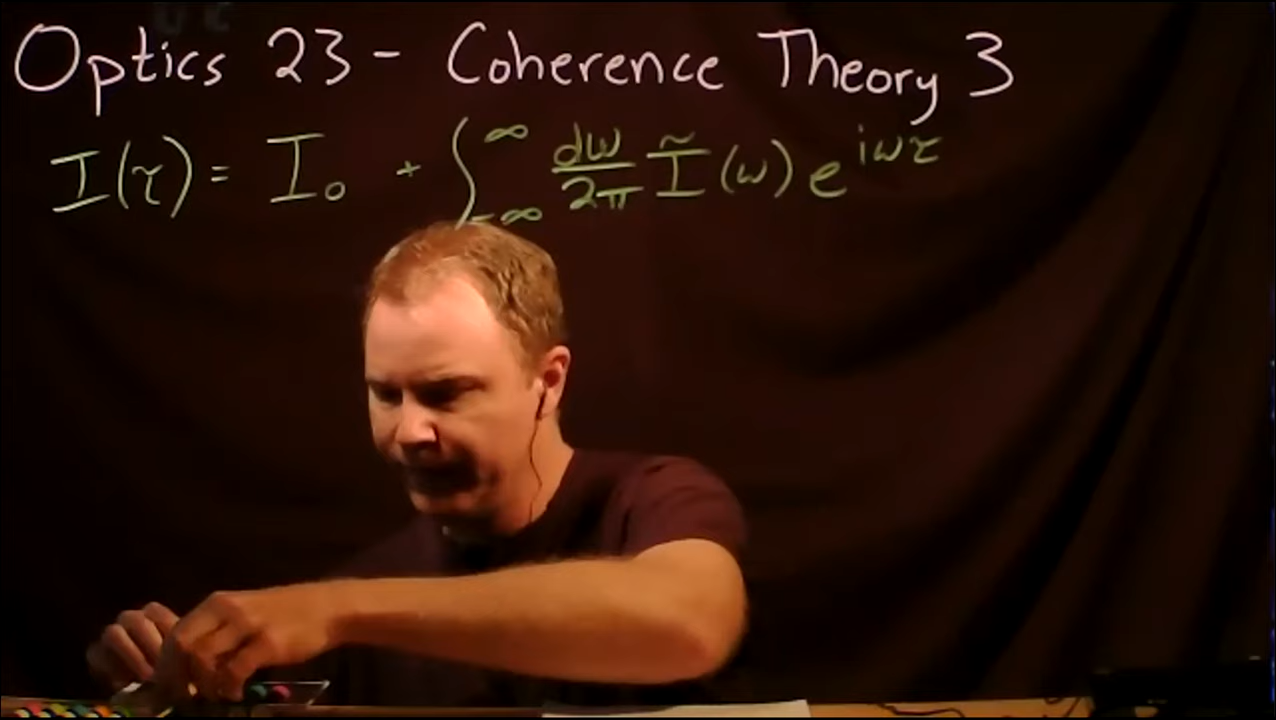 Optics 23 - Coherence Theory 3
I(τ) = I₀ + ∫_{-∞}^{∞} dω/2π Ĩ(ω) e^{iωτ}